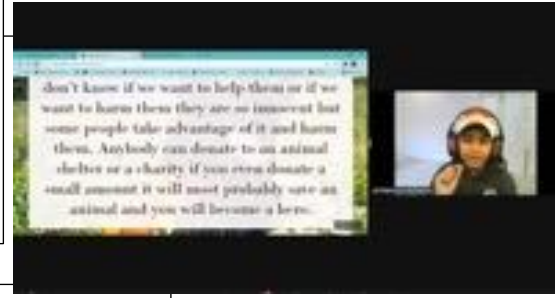 don't know if we want to help them or if we
want to harm them they are so innocent but
some people take advantage of it and harm
them. Anybody can donate to an animal
shelter or a charity if you even donate a
small amount it will most probably save an
animal and you will become a hero.